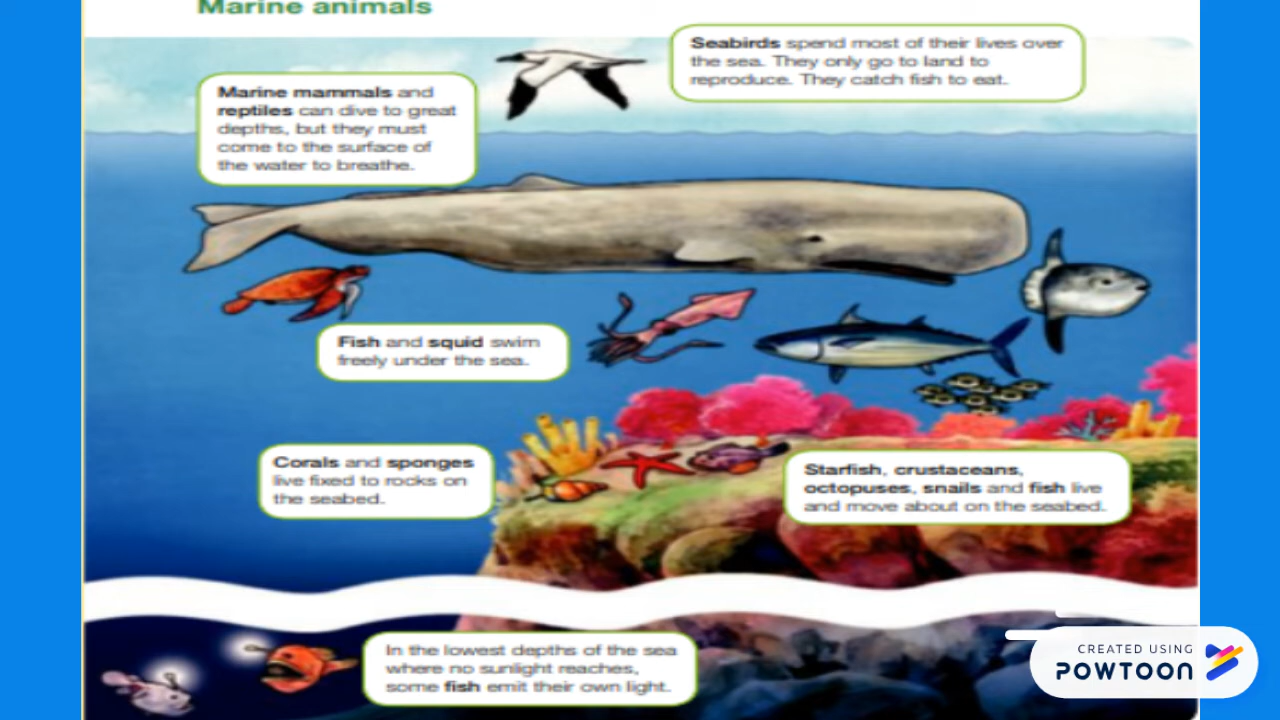 Marine animals
Seabirds spend most of their lives over
the sea. They only go to land to
reproduce. They catch fish to eat.
Marine mammals and
reptiles can dive to great
depths, but they must
come to the surface of
the water to breathe.
Fish and squid swim
freely under the sea.
Corals and sponges
live fixed to rocks on
the seabed.
Starfish, crustaceans,
octopuses, snails and fish live
and move about on the seabed.
In the lowest depths of the sea
where no sunlight reaches,
some fish emit their own light.
CREATED USING
POWTOON